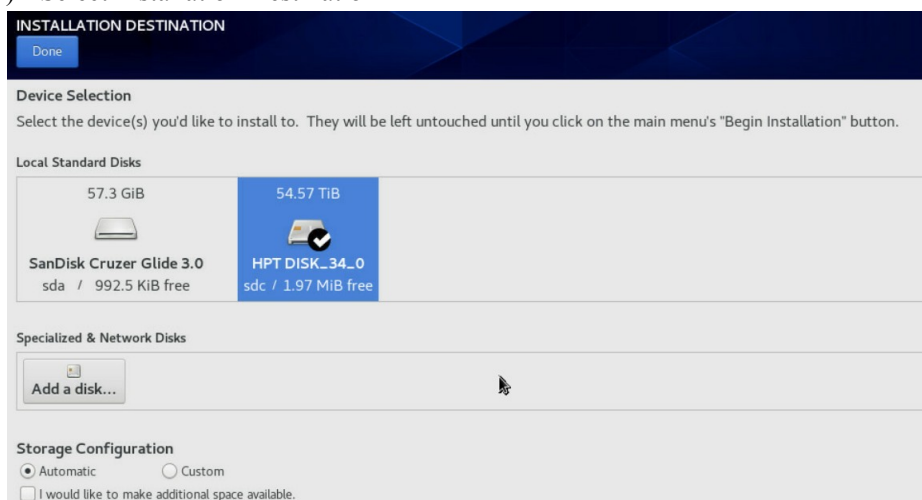 INSTALLATION DESTINATION
Done
Device Selection
Select the device(s) you'd like to install to. They will be left untouched until you click on the main menu's "Begin Installation" button.
Local Standard Disks
57.3 GiB
SanDisk Cruzer Glide 3.0
sda / 992.5 KiB free
54.57 TiB
HPT DISK_34_0
sdc / 1.97 MiB free
Specialized & Network Disks
Add a disk...
Storage Configuration
Automatic Custom
I would like to make additional space available.